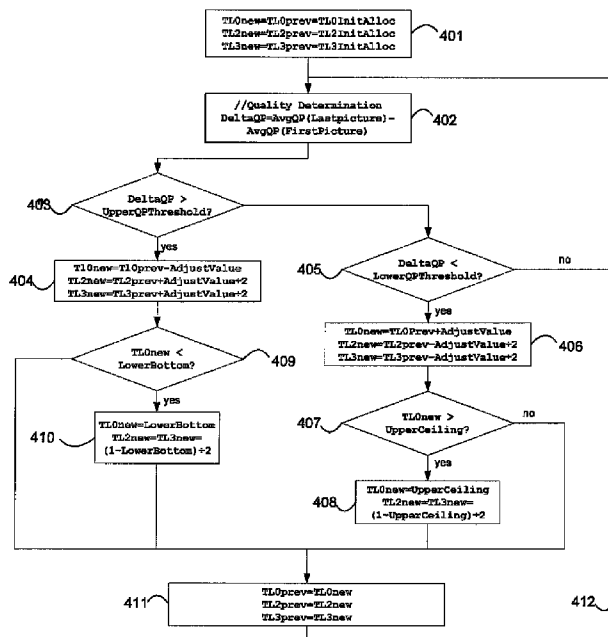 TL0new=TL0prev=TL0InitAlloc
TL2new=TL2prev=TL2InitAlloc
TL3new=TL3prev=TL3InitAlloc
401
//Quality Determination
DeltaQP=AvgQP(Lastpicture)-
AvgQP(FirstPicture)
402
403
DeltaQP >
UpperQPThreshold?
yes
404
Tl0new=Tl0prev-AdjustValue
TL2new=TL2prev+AdjustValue÷2
TL3new=TL3prev+AdjustValue÷2
405
DeltaQP <
LowerQPThreshold?
no
yes
TL0new=TL0Prev+AdjustValue
TL2new=TL2prev-AdjustValue÷2
TL3new=TL3prev-AdjustValue÷2
406
TL0new <
LowerBottom?
409
yes
410
TL0new=LowerBottom
TL2new=TL3new=
(1-LowerBottom)÷2
407
TL0new >
UpperCeiling?
no
yes
408
TL0new=UpperCeiling
TL2new=TL3new=
(1-UpperCeiling)÷2
411
TL0prev=TL0new
TL2prev=TL2new
TL3prev=TL3new
412